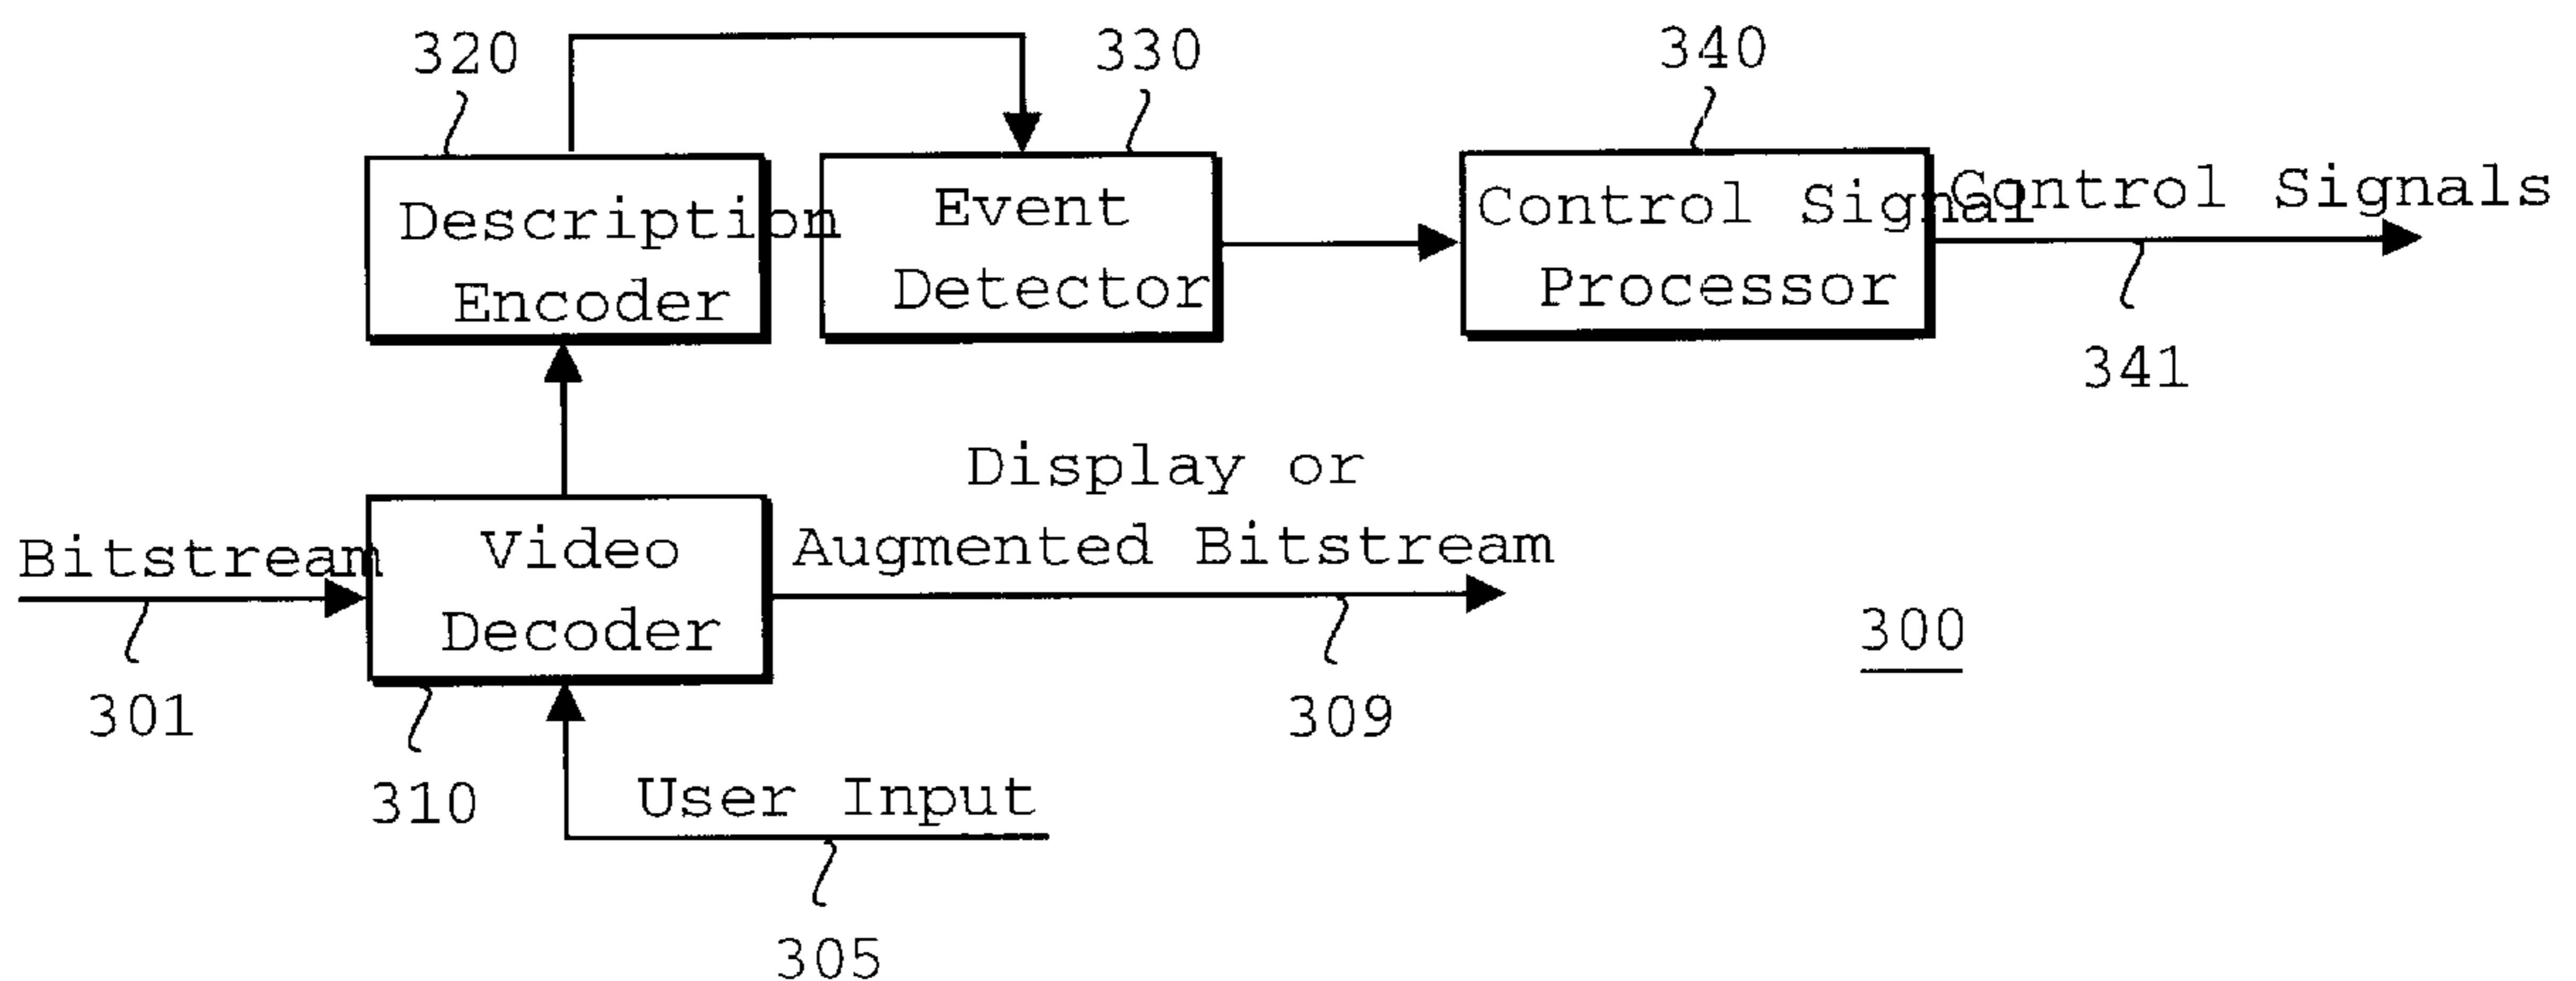 320
330
340
Description
Encoder
Event
Detector
Control Signal
Processor
Control Signals
341
Display or
Augmented Bitstream
Bitstream
Video
Decoder
300
301
309
310
User Input
305